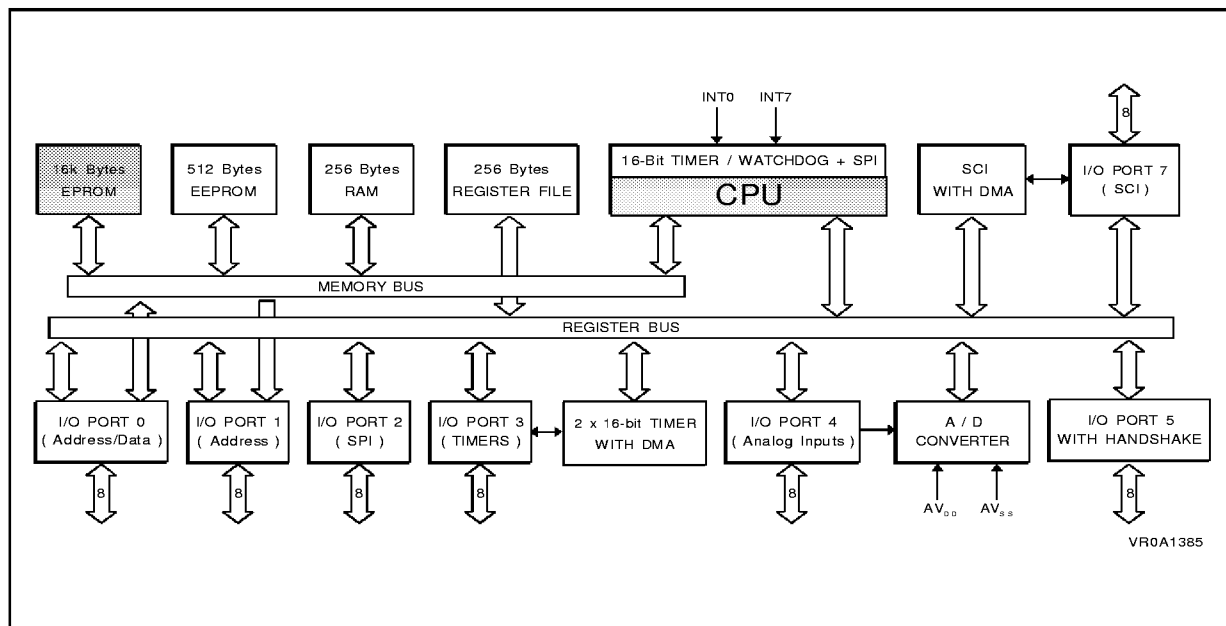 INT0 INT7
8
16k Bytes
EPROM
512 Bytes
EEPROM
256 Bytes
RAM
256 Bytes
REGISTER FILE
16-Bit TIMER / WATCHDOG + SPI
CPU
SCI
WITH DMA
I/O PORT 7
( SCI )
MEMORY BUS
REGISTER BUS
I/O PORT 0
( Address/Data )
I/O PORT 1
( Address )
I/O PORT 2
( SPI )
I/O PORT 3
( TIMERS )
2 x 16-bit TIMER
WITH DMA
I/O PORT 4
( Analog Inputs )
A / D
CONVERTER
I/O PORT 5
WITH HANDSHAKE
8 8 8 8 8 8
AVDD AVSS
VR0A1385